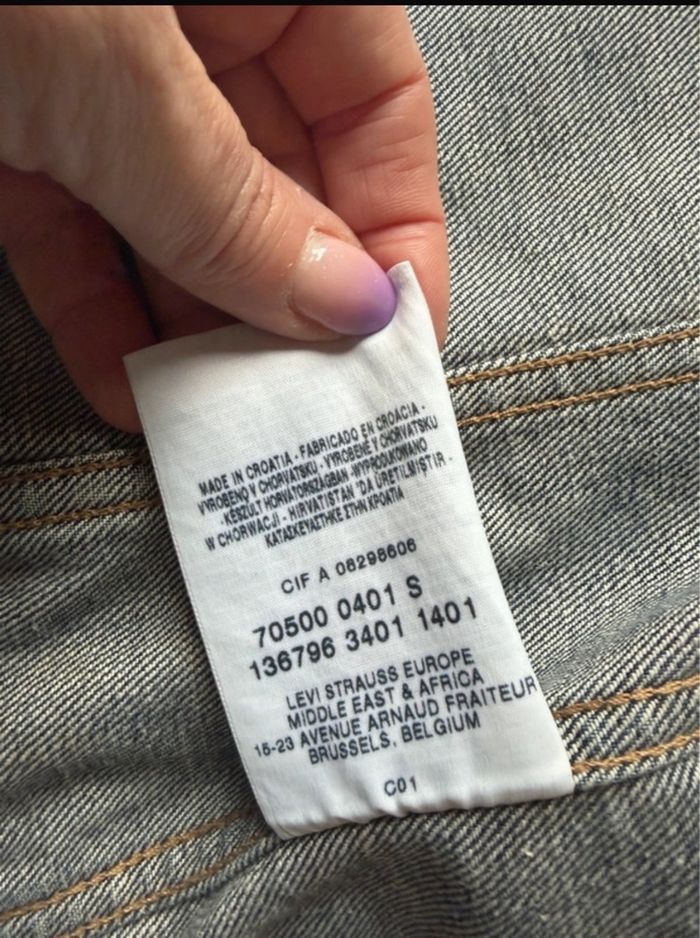 MADE IN CROATIA - FABRICADO EN CROACIA -
VYROBENO V CHORVATSKU - VYROBENÉ V CHORVATSKU
- KÉSZÜLT HORVÁTORSZÁGBAN - WYPRODUKOWANO
W CHORWACJI - HIRVATISTAN 'DA ÜRETILMISTIR -
ΚΑΤΑΣΚΕΥΑΣΤΗΚΕ ΣΤΗΝ ΚΡΟΑΤΙΑ
CIF A 08298606
70500 0401 S
136796 3401 1401
LEVI STRAUSS EUROPE
MIDDLE EAST & AFRICA
15-23 AVENUE ARNAUD FRAITEUR
BRUSSELS, BELGIUM
C01